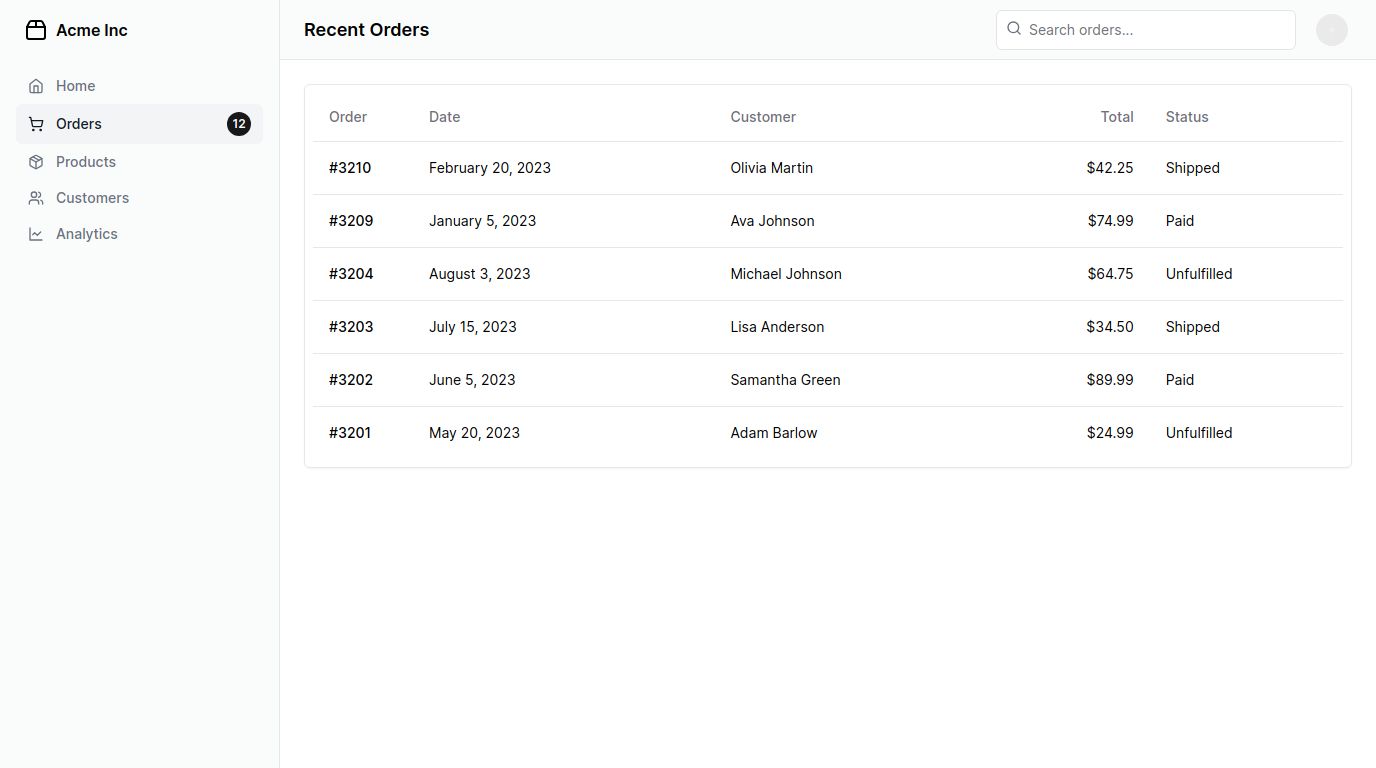 Acme Inc
Home
Orders 12
Products
Customers
Analytics
Recent Orders
Search orders...
Order Date Customer Total Status
#3210 February 20, 2023 Olivia Martin $42.25 Shipped
#3209 January 5, 2023 Ava Johnson $74.99 Paid
#3204 August 3, 2023 Michael Johnson $64.75 Unfulfilled
#3203 July 15, 2023 Lisa Anderson $34.50 Shipped
#3202 June 5, 2023 Samantha Green $89.99 Paid
#3201 May 20, 2023 Adam Barlow $24.99 Unfulfilled